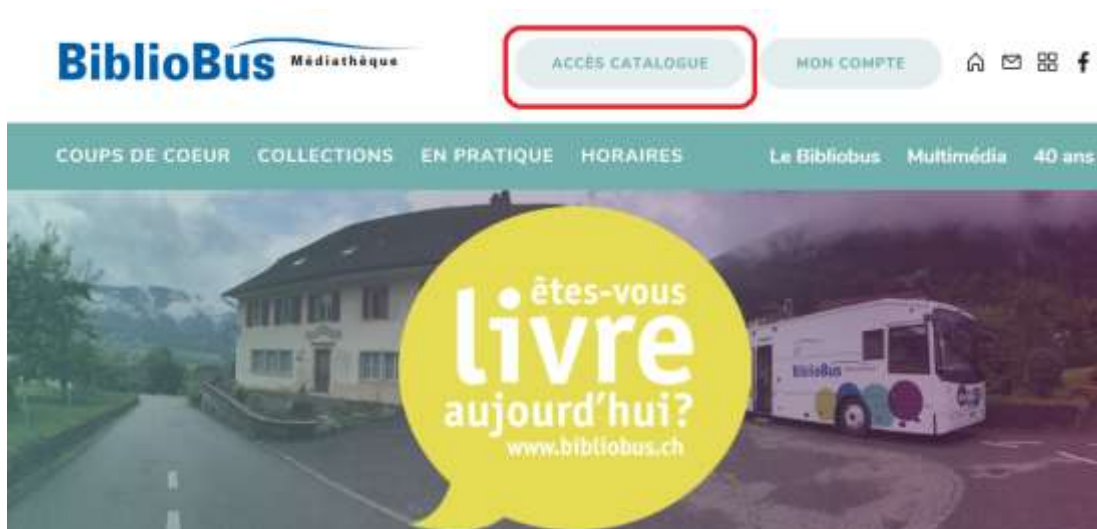 BiblioBus Médiathèque
ACCÈS CATALOGUE
MON COMPTE
COUPS DE COEUR
COLLECTIONS
EN PRATIQUE
HORAIRES
Le Bibliobus
Multimédia
40 ans
êtes-vous
livre
aujourd'hui?
www.bibliobus.ch
BiblioBus